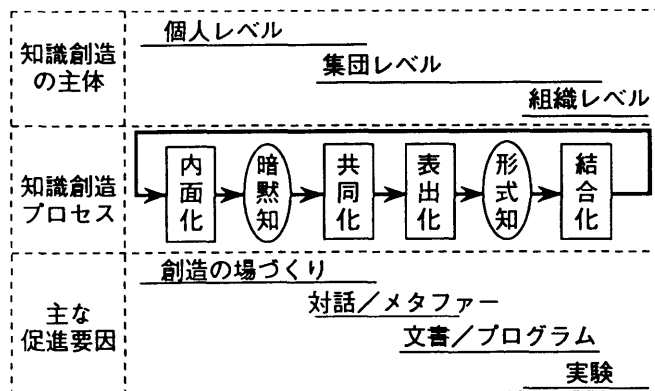 知識創造
の主体
個人レベル
集団レベル
組織レベル
知識創造
プロセス
内面化
暗黙知
共同化
表出化
形式知
結合化
主な
促進要因
創造の場づくり
対話／メタファー
文書／プログラム
実験